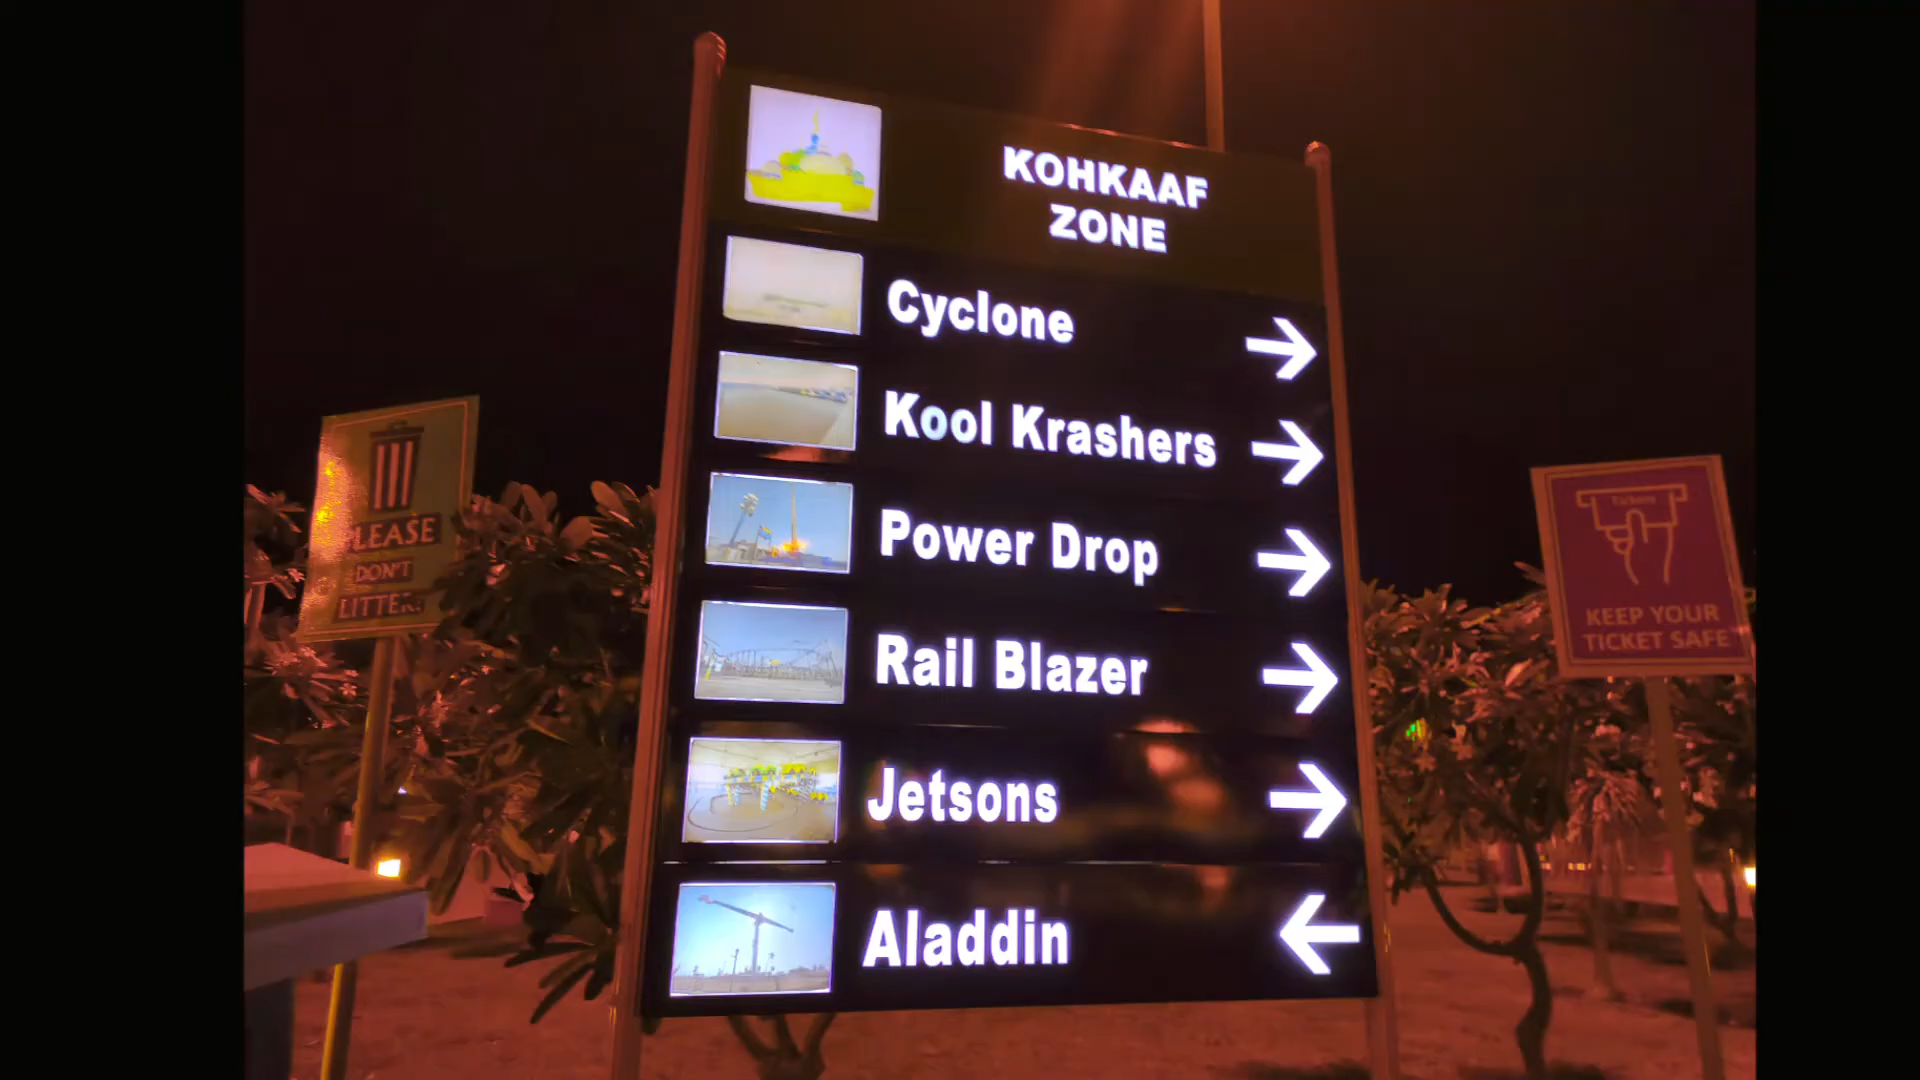 KOHKAAF
ZONE
Cyclone
Kool Krashers
Power Drop
Rail Blazer
Jetsons
Aladdin
PLEASE
DON'T
LITTER!
KEEP YOUR
TICKET SAFE